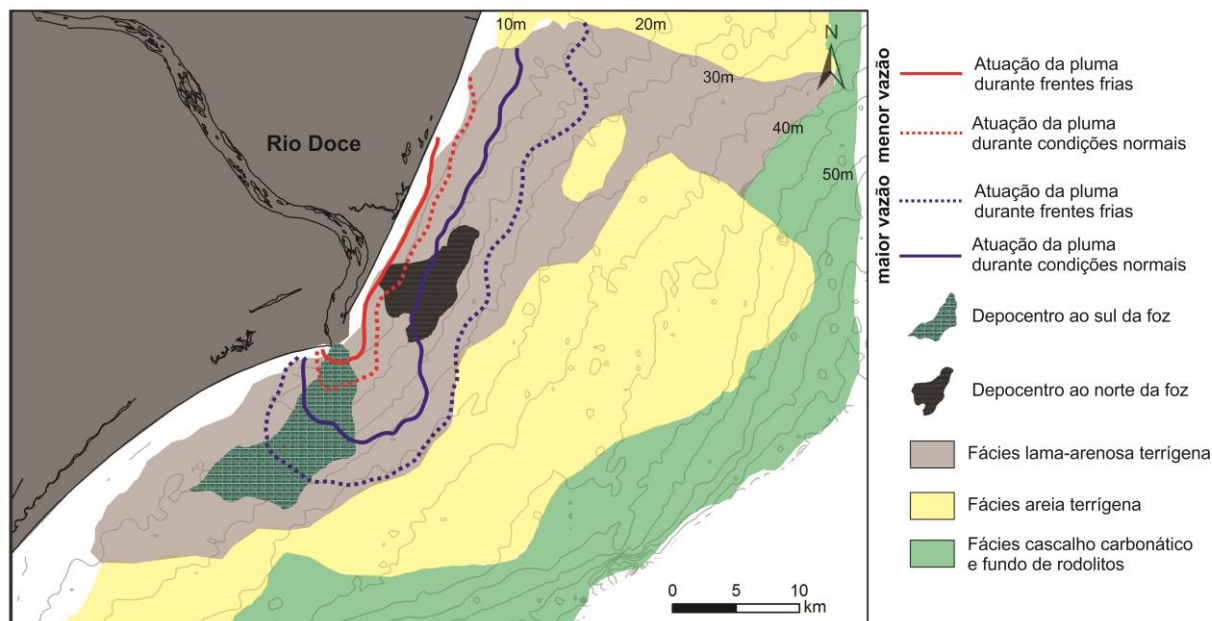 10m
20m
N
30m
40m
50m
Rio Doce
0 5 10
km
menor vazão
maior vazão
Atuação da pluma
durante frentes frias
Atuação da pluma
durante condições normais
Atuação da pluma
durante frentes frias
Atuação da pluma
durante condições normais
Depocentro ao sul da foz
Depocentro ao norte da foz
Fácies lama-arenosa terrígena
Fácies areia terrígena
Fácies cascalho carbonático
e fundo de rodolitos